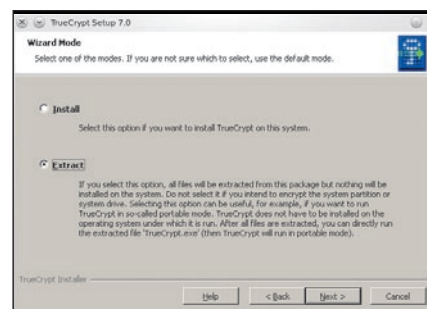 TrueCrypt Setup 7.0
Wizard Mode
Select one of the modes. If you are not sure which to select, use the default mode.
Install
Select this option if you want to install TrueCrypt on this system.
Extract
If you select this option, all files will be extracted from this package but nothing will be
installed on the system. Do not select it if you intend to encrypt the system partition or
system drive. Selecting this option can be useful, for example, if you want to run
TrueCrypt in so-called portable mode. TrueCrypt does not have to be installed on the
operating system under which it is run. After all files are extracted, you can directly run
the extracted file 'TrueCrypt.exe' (then TrueCrypt will run in portable mode).
TrueCrypt Installer
Help
< Back
Next >
Cancel